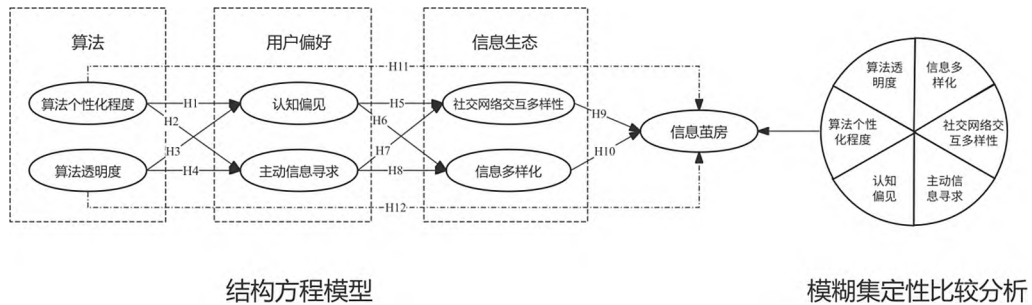 算法
用户偏好
信息生态
H11
算法个性化程度
H1
认知偏见
H5
社交网络交互多样性
H9
H2
H6
信息茧房
H3
H7
H10
算法透明度
H4
主动信息寻求
H8
信息多样化
H12
算法透
明度
信息多
样化
算法个性
化程度
社交网络交
互多样性
认知
偏见
主动信
息寻求
结构方程模型
模糊集定性比较分析